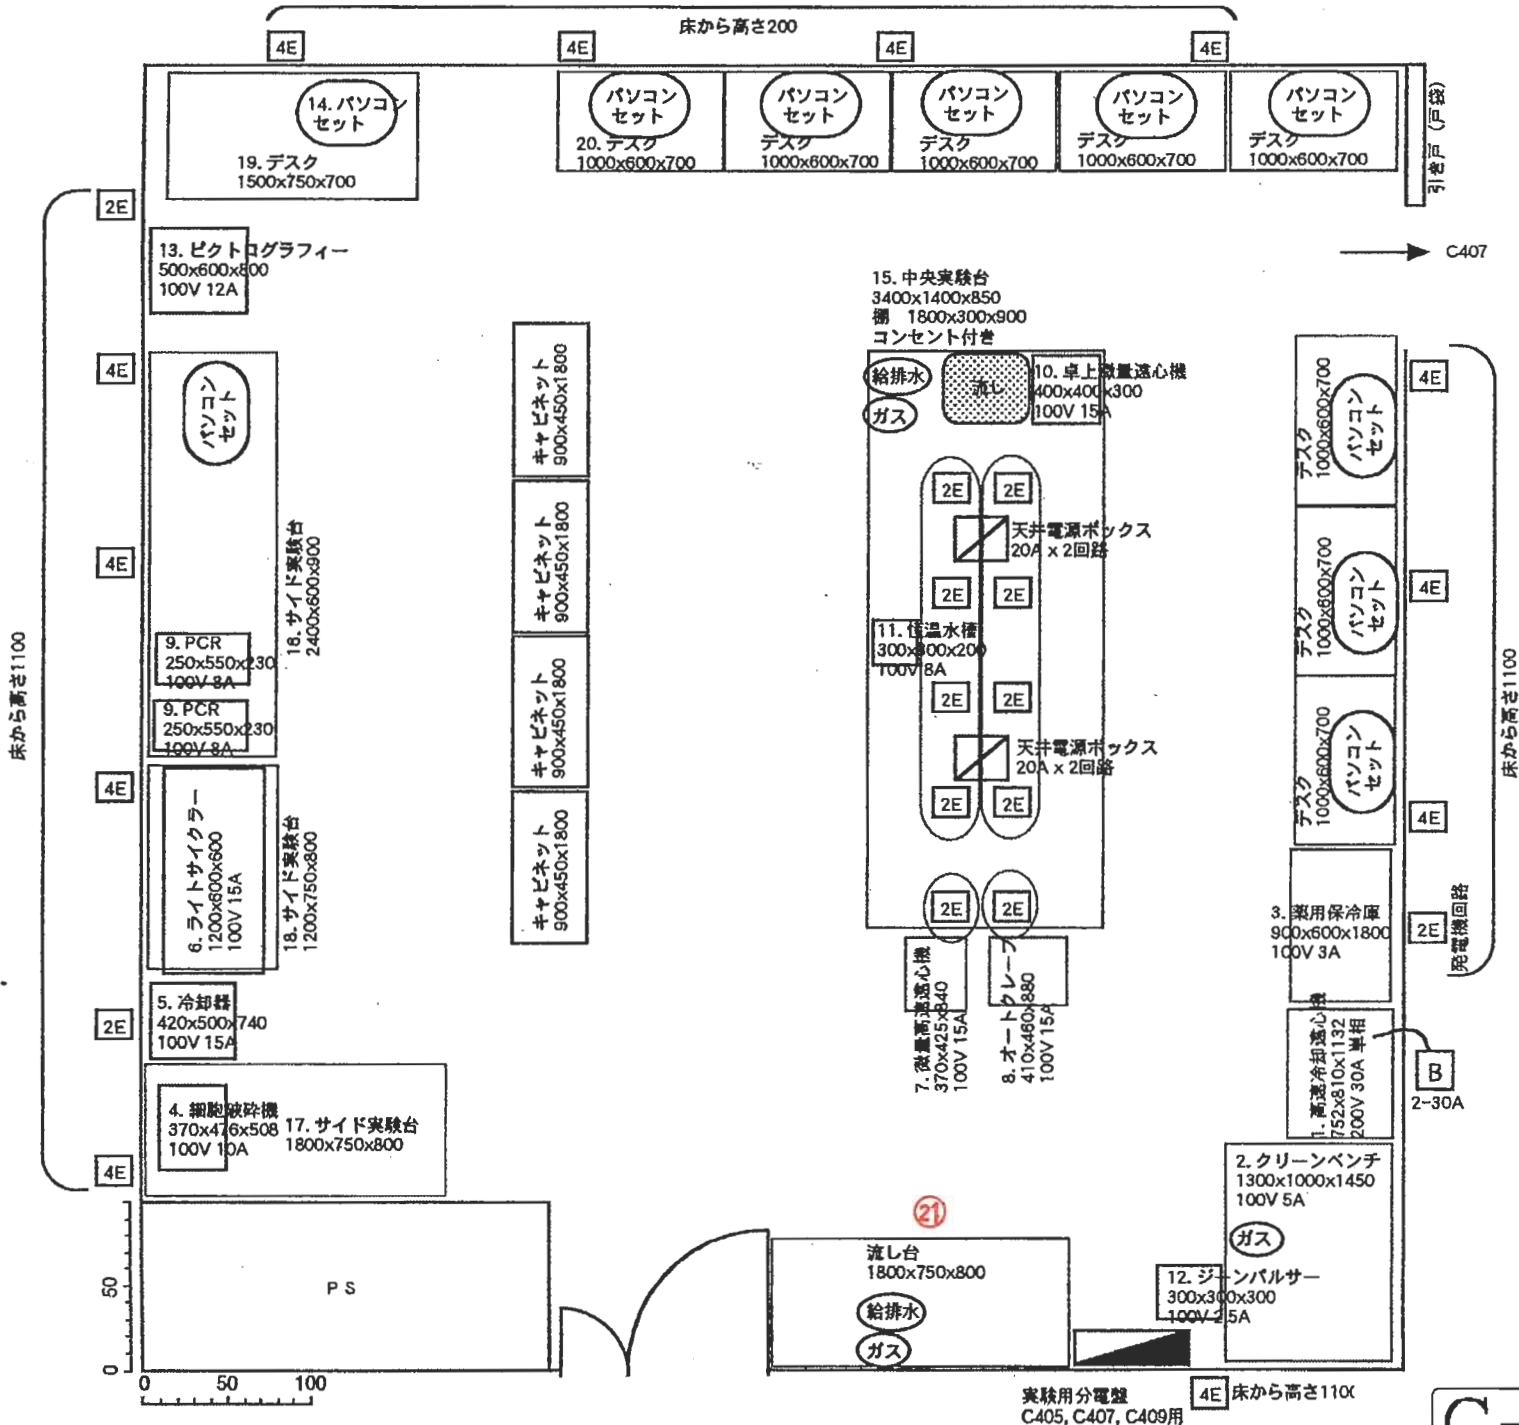 床から高さ200
4E
4E
4E
4E
14. パソコン
セット
19. デスク
1500x750x700
パソコン
セット
20. デスク
1000x600x700
パソコン
セット
デスク
1000x600x700
パソコン
セット
デスク
1000x600x700
パソコン
セット
デスク
1000x600x700
パソコン
セット
デスク
1000x600x700
引き戸（戸袋）
C407
2E
4E
4E
4E
2E
4E
床から高さ1100
13. ピクトログラフィー
500x600x800
100V 12A
パソコン
セット
18. サイド実験台
2400x600x900
9. PCR
250x550x230
100V 8A
9. PCR
250x550x230
100V 8A
6. ライトサイクラー
1200x600x600
100V 15A
18. サイド実験台
1200x750x800
5. 冷却器
420x500x740
100V 15A
4. 細胞破砕機
370x476x508
100V 10A
17. サイド実験台
1800x750x800
キャビネット
900x450x1800
キャビネット
900x450x1800
キャビネット
900x450x1800
キャビネット
900x450x1800
15. 中央実験台
3400x1400x850
棚 1800x300x900
コンセント付き
給排水
ガス
流し
10. 卓上微量遠心機
400x400x300
100V 15A
2E
2E
天井電源ボックス
20A x 2回路
2E
2E
11. 恒温水槽
300x300x200
100V 8A
2E
2E
天井電源ボックス
20A x 2回路
2E
2E
2E
2E
7. 微量高速遠心機
370x425x840
100V 15A
8. オートクレーブ
410x460x880
100V 15A
デスク
1000x600x700
パソコン
セット
デスク
1000x600x700
パソコン
セット
デスク
1000x600x700
パソコン
セット
4E
4E
4E
2E
発電機回路
床から高さ1100
3. 薬用保冷庫
900x600x1800
100V 3A
1. 高速冷却遠心機
752x810x1132
200V 30A 単相
B
2-30A
2. クリーンベンチ
1300x1000x1450
100V 5A
ガス
12. ジーンパルサー
300x300x300
100V 2.5A
㉑
流し台
1800x750x800
給排水
ガス
PS
50
0
0
50
100
実験用分電盤
C405, C407, C409用
4E
床から高さ110